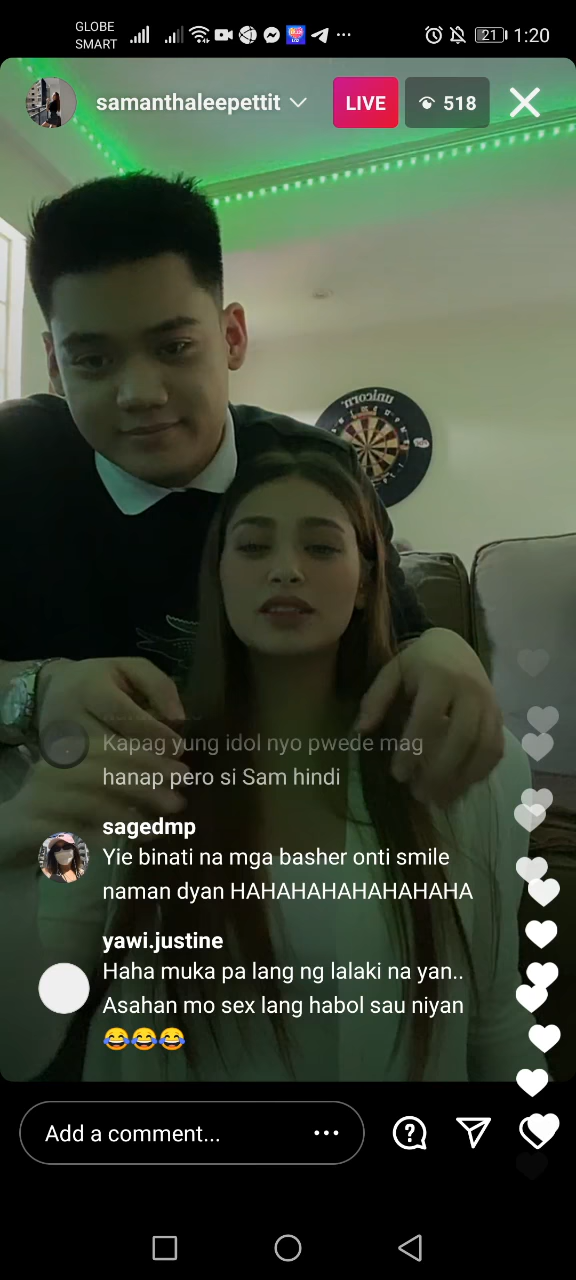 GLOBE
SMART
21
1:20
samanthaleepettit
LIVE
518
unicorn
Kapag yung idol nyo pwede mag
hanap pero si Sam hindi
sagedmp
Yie binati na mga basher onti smile
naman dyan HAHAHAHAHAHAHAHA
yawi.justine
Haha muka pa lang ng lalaki na yan..
Asahan mo sex lang habol sau niyan
😂😂😂
Add a comment...